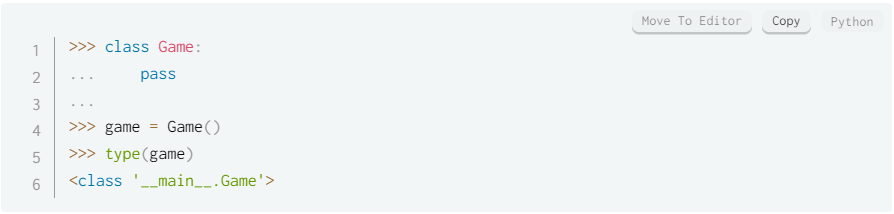 Move To Editor Copy Python
1 >>> class Game:
2 ...     pass
3 ...
4 >>> game = Game()
5 >>> type(game)
6 <class '__main__.Game'>